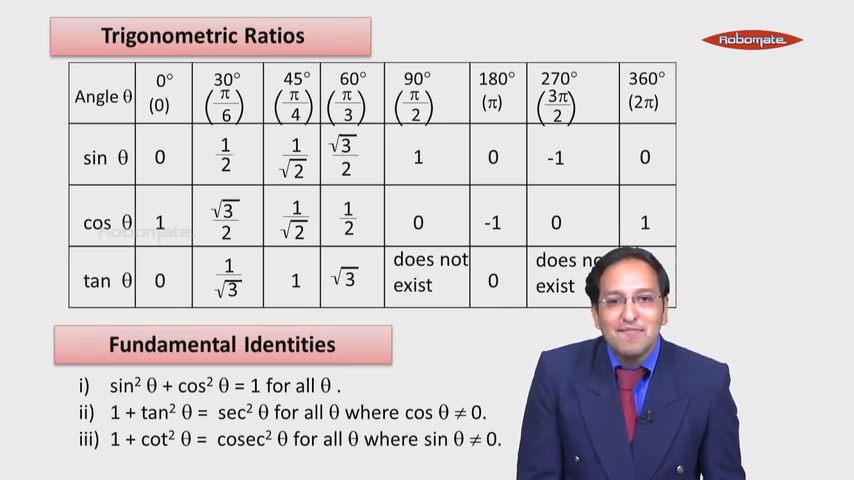 Trigonometric Ratios
Robomate
Angle θ 0° (0) 30° (π/6) 45° (π/4) 60° (π/3) 90° (π/2) 180° (π) 270° (3π/2) 360° (2π)
sin θ 0 1/2 1/√2 √3/2 1 0 -1 0
cos θ 1 √3/2 1/√2 1/2 0 -1 0 1
Robomate
tan θ 0 1/√3 1 √3 does not exist 0 does exist
Fundamental Identities
i) sin² θ + cos² θ = 1 for all θ .
ii) 1 + tan² θ = sec² θ for all θ where cos θ ≠ 0.
iii) 1 + cot² θ = cosec² θ for all θ where sin θ ≠ 0.